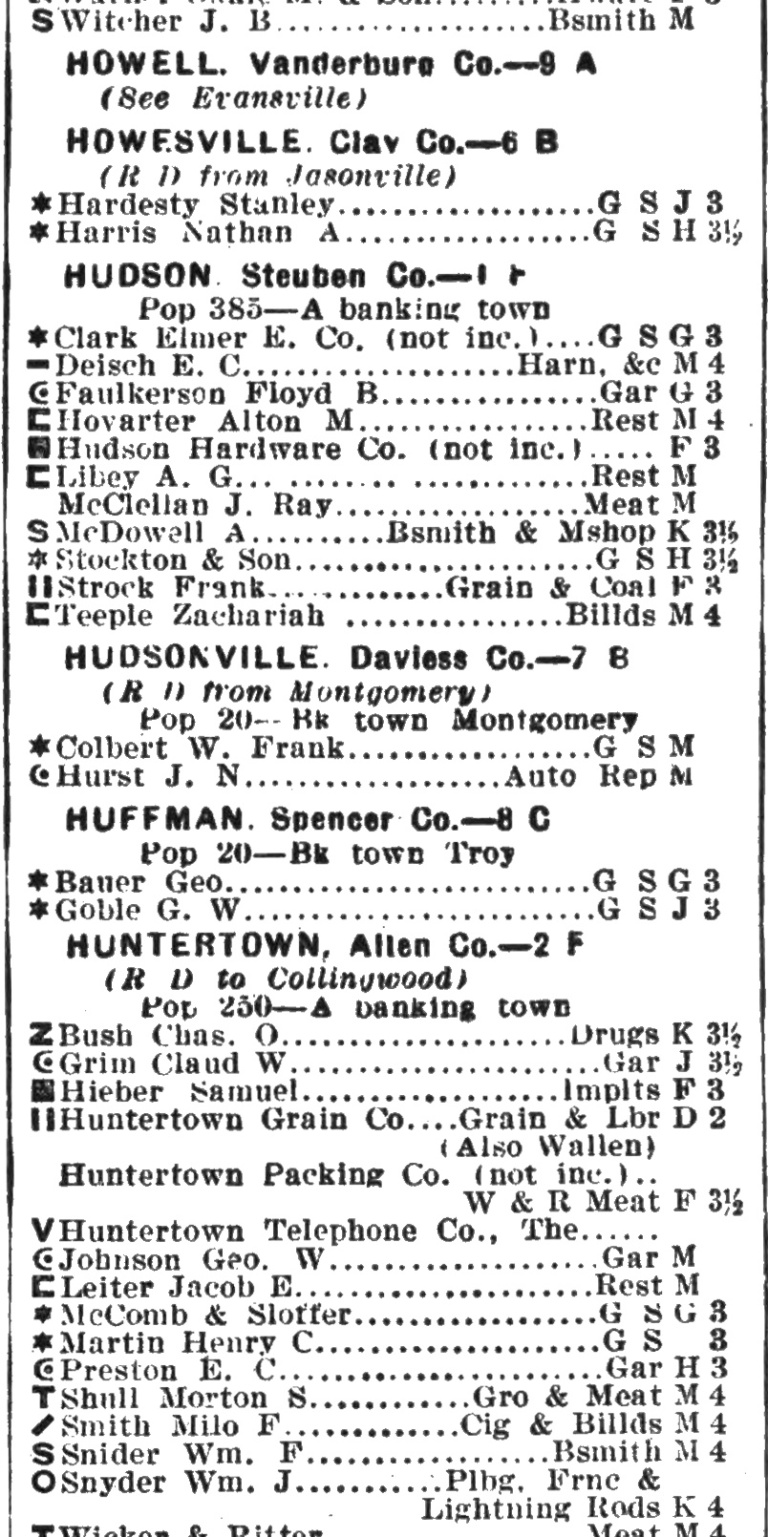 S Witcher J. B..................Bsmith M
HOWELL. Vanderburg Co.—9 A
(See Evansville)
HOWESVILLE. Clay Co.—6 B
(R D from Jasonville)
*Hardesty Stanley...................G S J 3
*Harris Nathan A..................G S H 3½
HUDSON. Steuben Co.—1 F
Pop 385—A banking town
*Clark Elmer E. Co. (not inc.)....G S G 3
-Deisch E. C....................Harn, &c M 4
Faulkerson Floyd B................Gar G 3
Hovarter Alton M.................Rest M 4
Hudson Hardware Co. (not inc.)..... F 3
Libey A. G... ........ .............Rest M
McClellan J. Ray...................Meat M
S McDowell A..........Bsmith & Mshop K 3½
*Stockton & Son......................G S H 3½
Strock Frank.............Grain & Coal F 3
Teeple Zachariah ................Billds M 4
HUDSONVILLE. Daviess Co.—7 B
(R D from Montgomery)
Pop 20--Bk town Montgomery
*Colbert W. Frank..................G S M
Hurst J. N...................Auto Rep M
HUFFMAN. Spencer Co.—8 C
Pop 20—Bk town Troy
*Bauer Geo...........................G S G 3
*Goble G. W..........................G S J 3
HUNTERTOWN, Allen Co.—2 F
(R D to Collingwood)
Pop 250—A banking town
Z Bush Chas. O......................Drugs K 3½
Grim Claud W.......................Gar J 3½
Hieber Samuel...................Implts F 3
Huntertown Grain Co....Grain & Lbr D 2
(Also Wallen)
Huntertown Packing Co. (not inc.)..
W & R Meat F 3½
V Huntertown Telephone Co., The......
Johnson Geo. W....................Gar M
Leiter Jacob E......................Rest M
*McComb & Sloffer..................G S G 3
*Martin Henry C.....................G S 3
Preston E. C........................Gar H 3
T Shull Morton S............Gro & Meat M 4
Smith Milo F.............Cig & Billds M 4
S Snider Wm. F..................Bsmith M 4
O Snyder Wm. J...........Plbg, Frnc &
Lightning Rods K 4